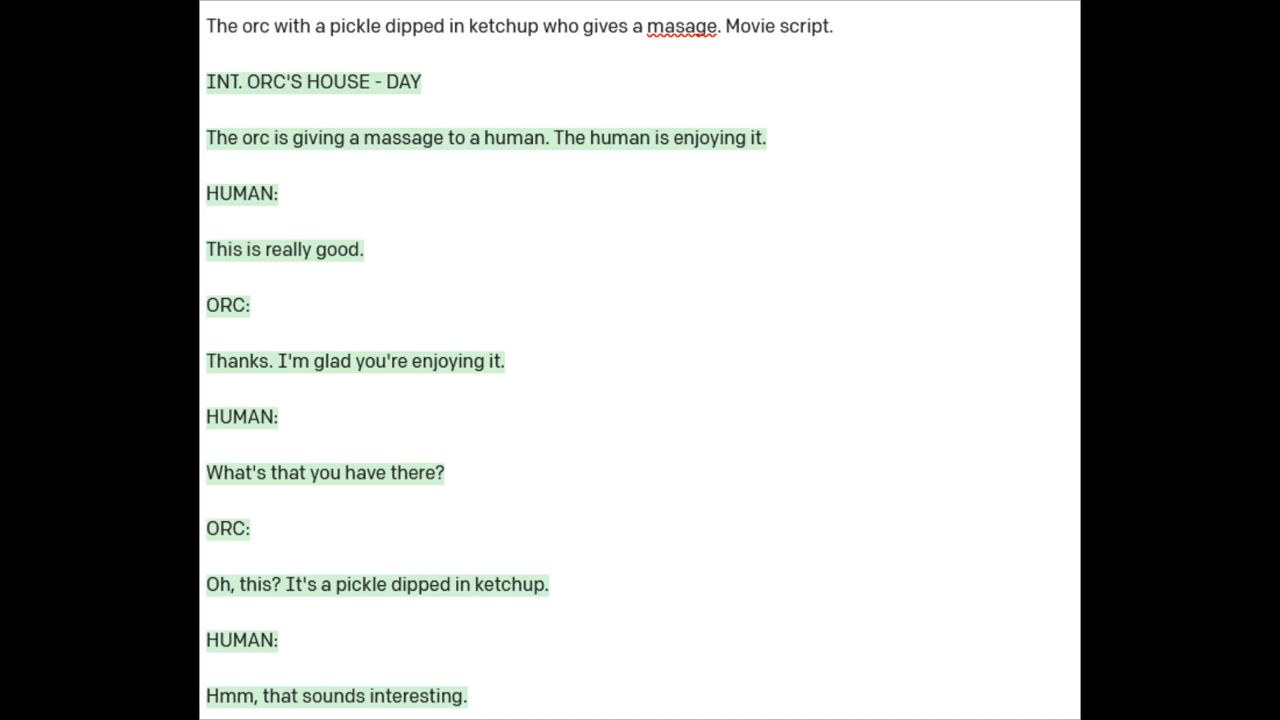 The orc with a pickle dipped in ketchup who gives a masage. Movie script.
INT. ORC'S HOUSE - DAY
The orc is giving a massage to a human. The human is enjoying it.
HUMAN:
This is really good.
ORC:
Thanks. I'm glad you're enjoying it.
HUMAN:
What's that you have there?
ORC:
Oh, this? It's a pickle dipped in ketchup.
HUMAN:
Hmm, that sounds interesting.